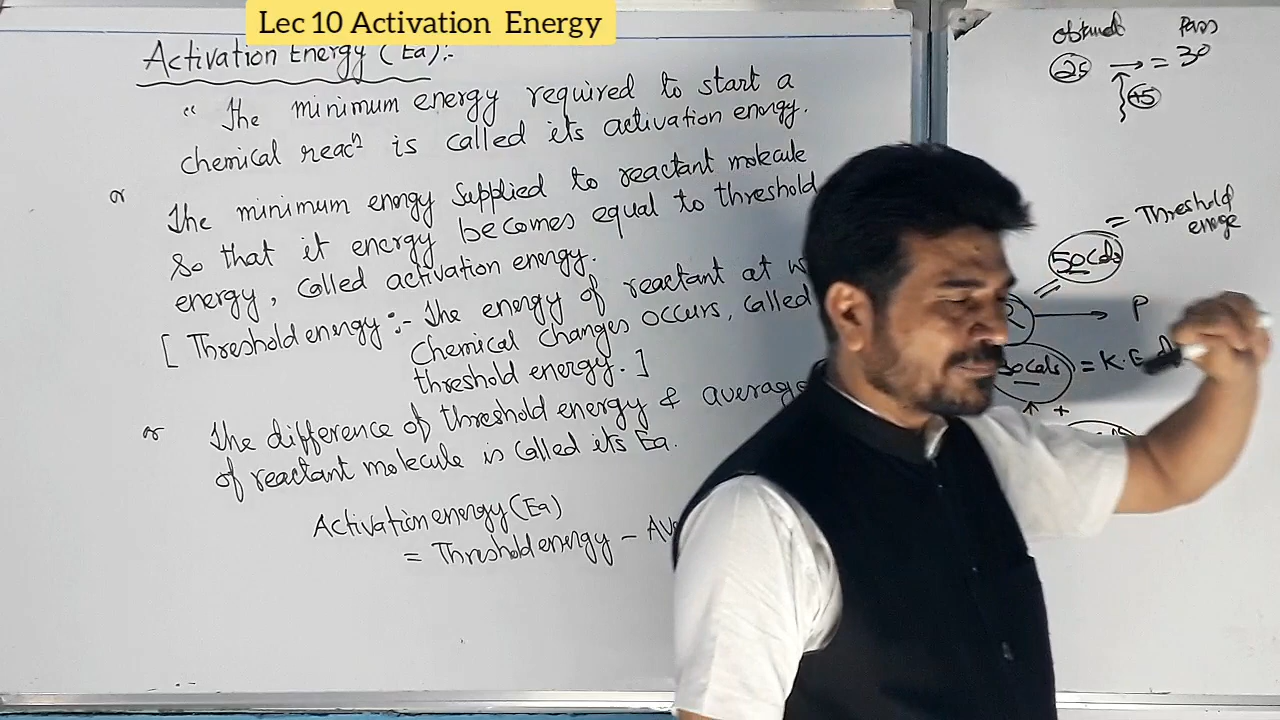 Lec 10 Activation Energy
Activation Energy (Ea):-
"The minimum energy required to start a
chemical reacn is called its activation energy.
or
The minimum energy supplied to reactant molecule
so that it energy becomes equal to threshold
energy, called activation energy.
[Threshold energy:- The energy of reactant at w
chemical changes occurs, called
threshold energy.]
or
The difference of threshold energy & average
of reactant molecule is called its Ea.
Activation energy (Ea)
= Threshold energy - Av
obtained Pass
25 → = 30
+5
= Threshold
energe
50 cals
R → P
= K.E
+